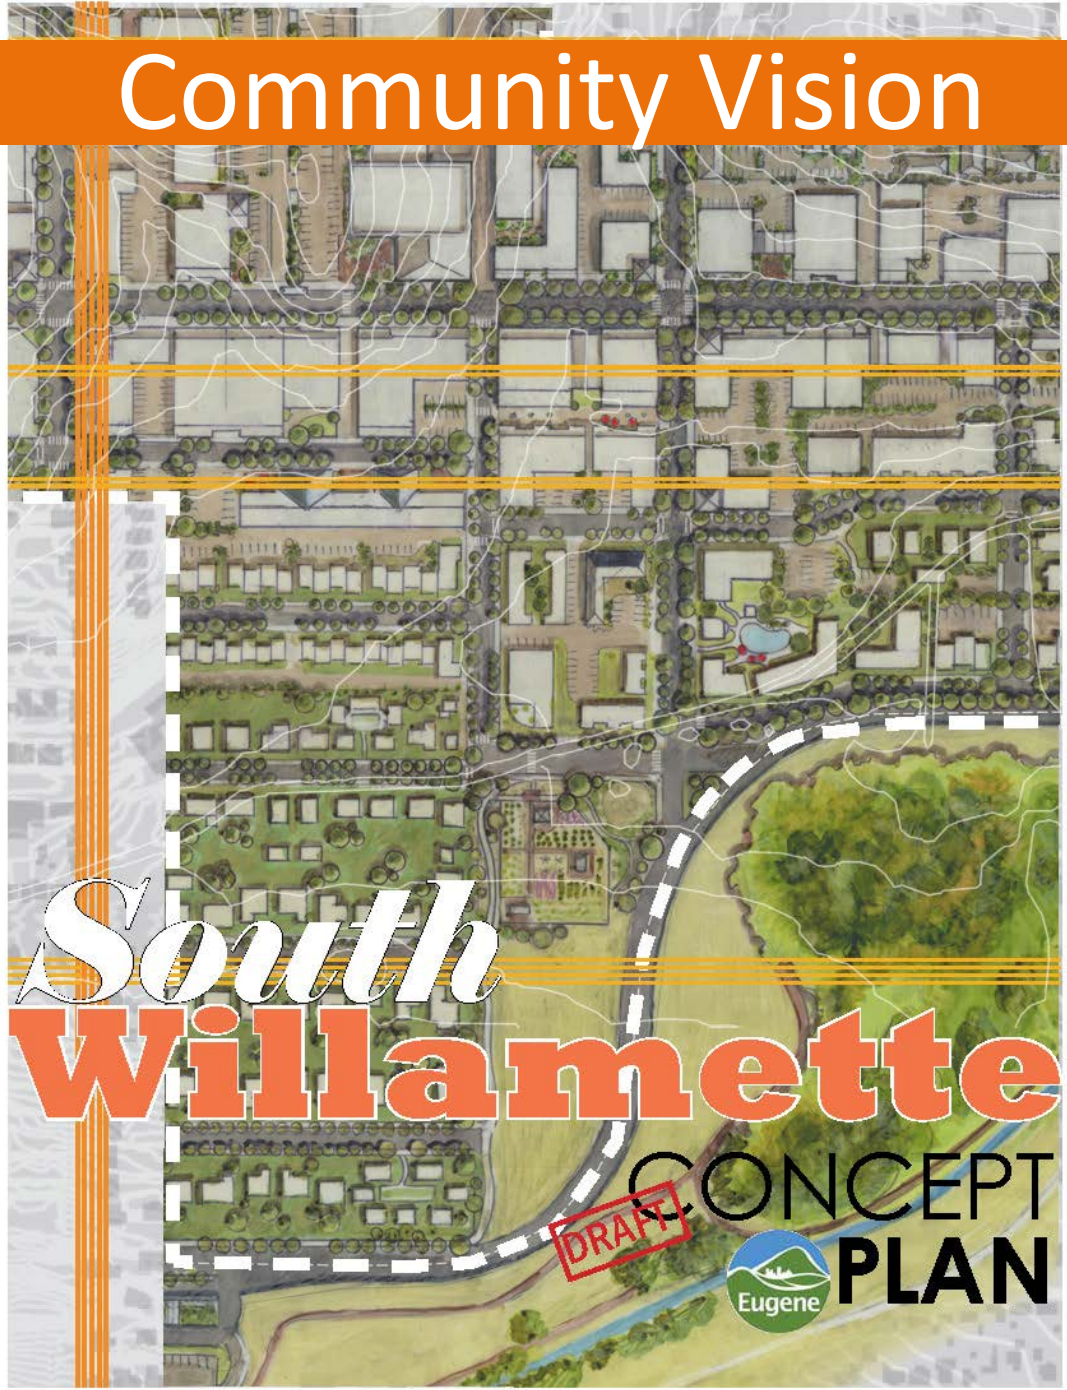 Community Vision
South
Willamette
CONCEPT
DRAFT
PLAN
Eugene